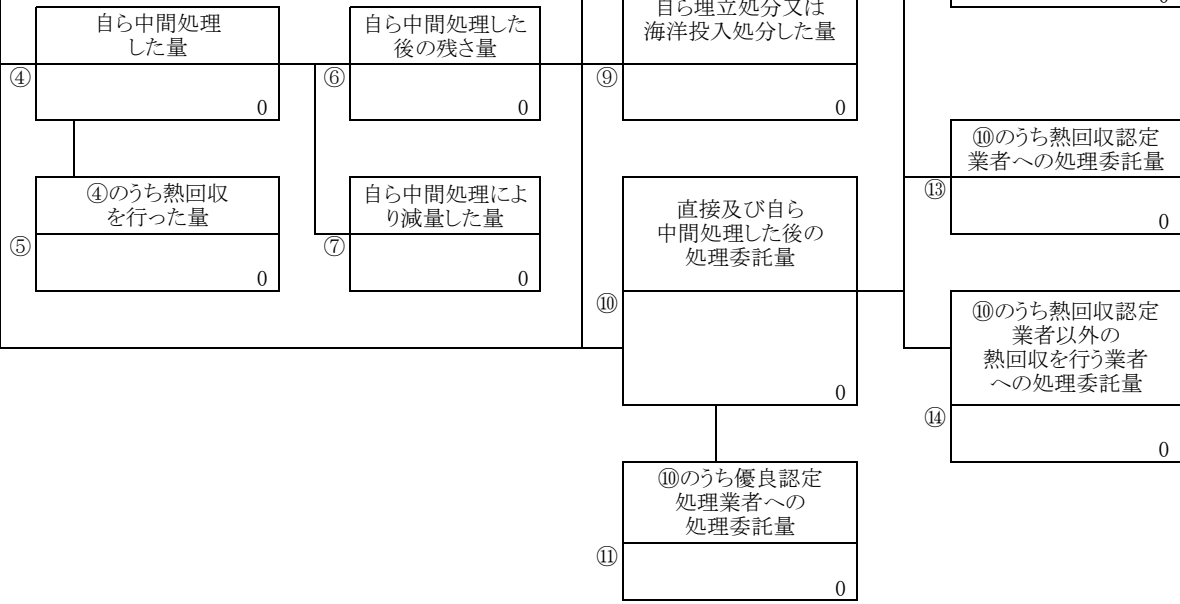 自ら中間処理
した量
④
0
自ら中間処理した
後の残さ量
⑥
0
自ら埋立処分又は
海洋投入処分した量
⑨
0
④のうち熱回収
を行った量
⑤
0
自ら中間処理によ
り減量した量
⑦
0
直接及び自ら
中間処理した後の
処理委託量
⑩
0
⑩のうち優良認定
処理業者への
処理委託量
⑪
0
0
⑩のうち熱回収認定
業者への処理委託量
⑬
0
⑩のうち熱回収認定
業者以外の
熱回収を行う業者
への処理委託量
⑭
0